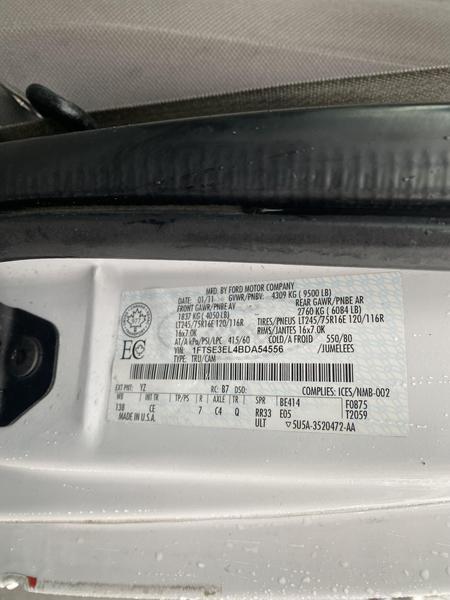 MFD. BY FORD MOTOR COMPANY
DATE: 01/11 GVWR/PNBV: 4309 KG ( 9500 LB)
FRONT GAWR/PNBE AV REAR GAWR/PNBE AR
1837 KG ( 4050 LB) 2760 KG ( 6084 LB)
LT245/75R16E 120/116R TIRES/PNEUS LT245/75R16E 120/116R
16x7.0K RIMS/JANTES 16x7.0K
AT/A kPa/PSI/LPC 415/60 COLD/A FROID 550/80
VIN: 1FTSE3EL4BDA54556 /JUMELEES
TYPE: TRU/CAM
EC
EXT PNT: YZ RC: B7 DSO: COMPLIES: ICES/NMB-002
WB INT TR TP/PS R AXLE TR SPR BE414 F0875
138 CE 7 C4 Q RR33 E05 T2059
MADE IN U.S.A. ULT 5U5A-3520472-AA